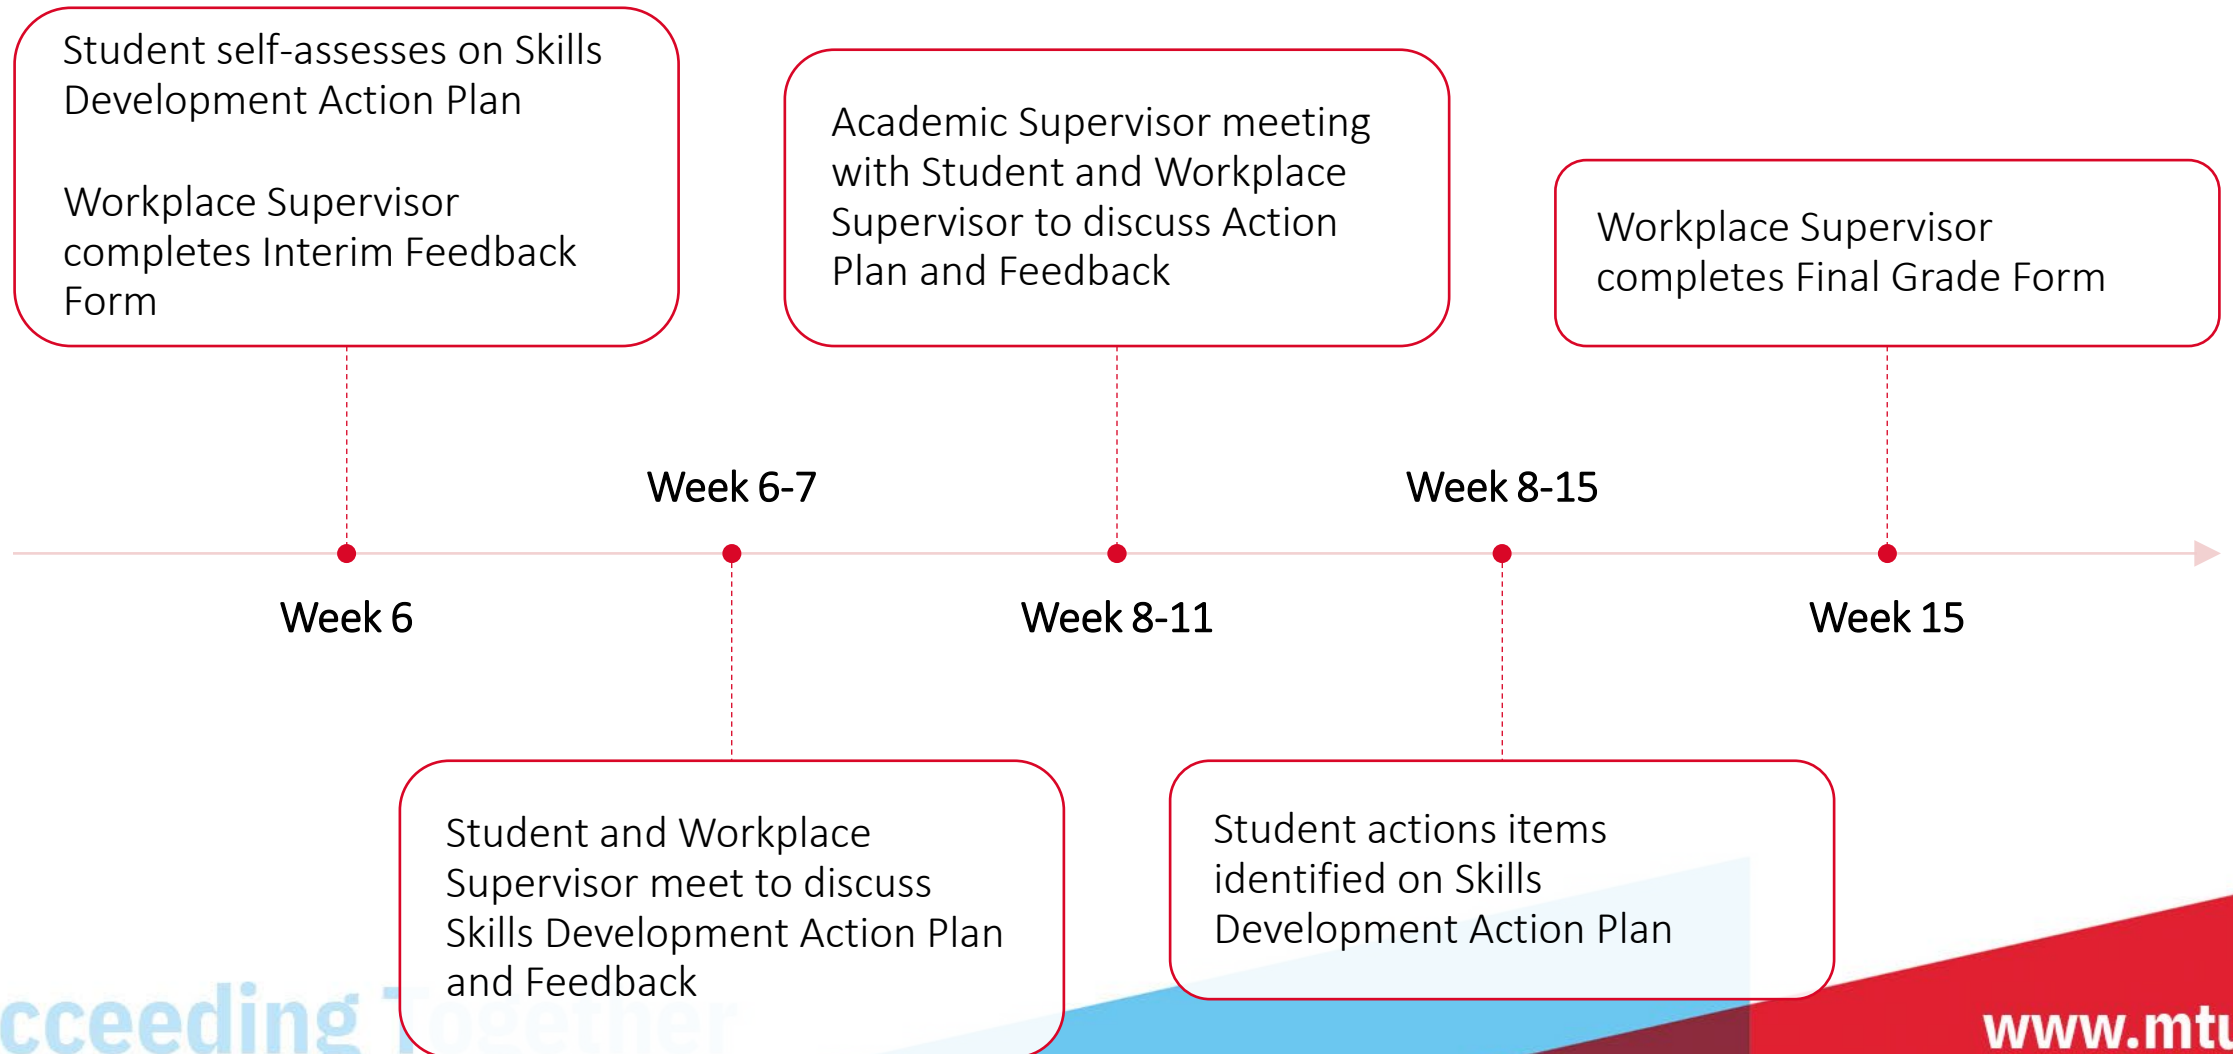 Student self-assesses on Skills
Development Action Plan
Workplace Supervisor
completes Interim Feedback
Form
Academic Supervisor meeting
with Student and Workplace
Supervisor to discuss Action
Plan and Feedback
Workplace Supervisor
completes Final Grade Form
Week 6-7
Week 8-15
Week 6
Week 8-11
Week 15
Student and Workplace
Supervisor meet to discuss
Skills Development Action Plan
and Feedback
Student actions items
identified on Skills
Development Action Plan
cceeding Together
www.mtu